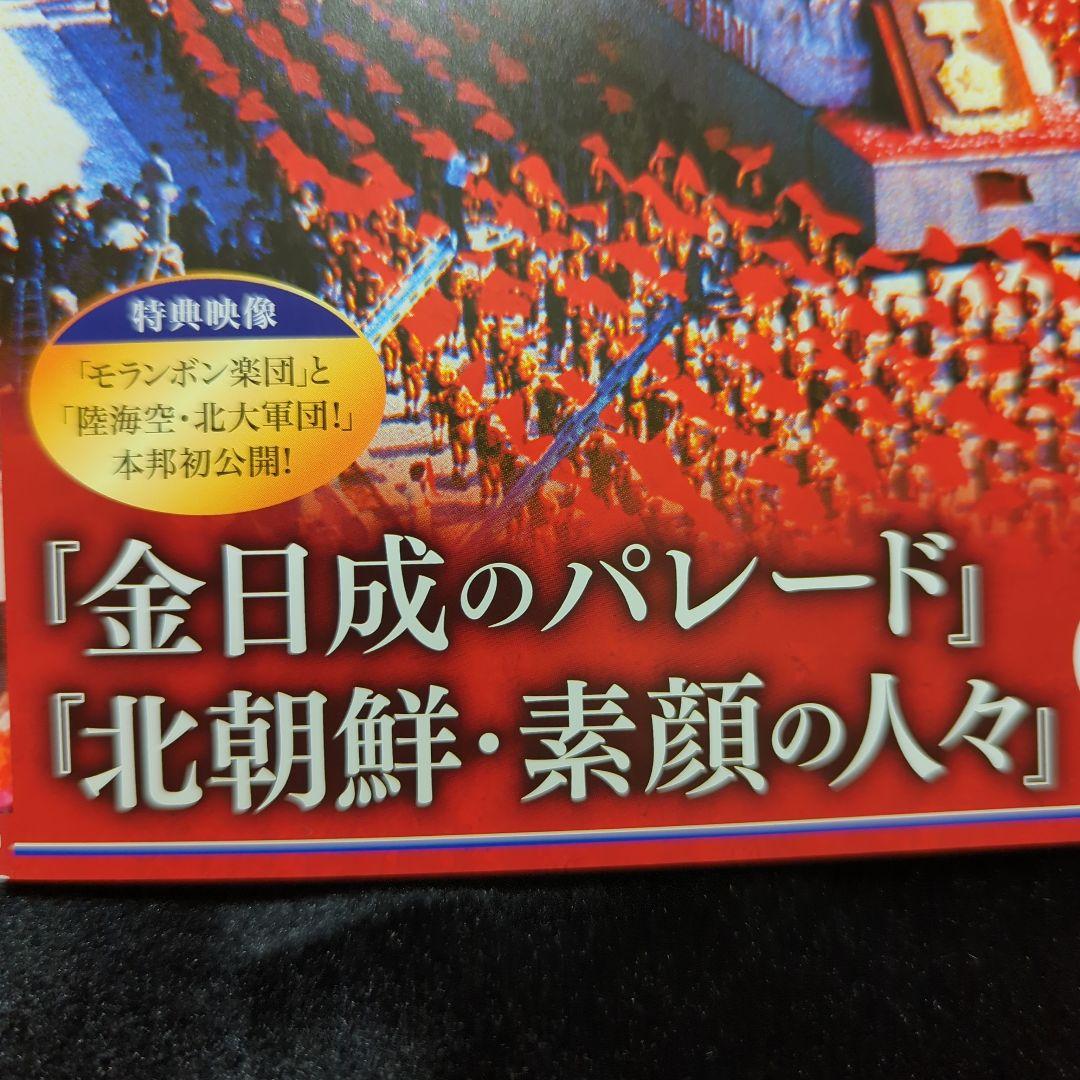 特典映像
「モランボン楽団」と
「陸海空・北大軍団!」
本邦初公開!
『金日成のパレード』
『北朝鮮・素顔の人々』